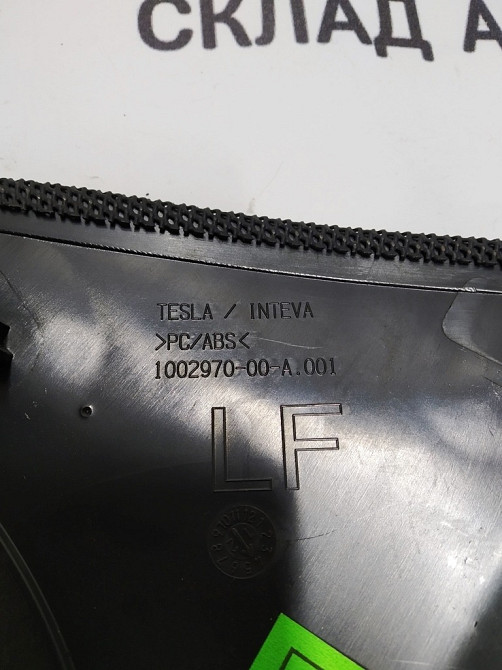 СКЛАД А
TESLA / INTEVA
>PC/ABS<
1002970-00-A.001
LF